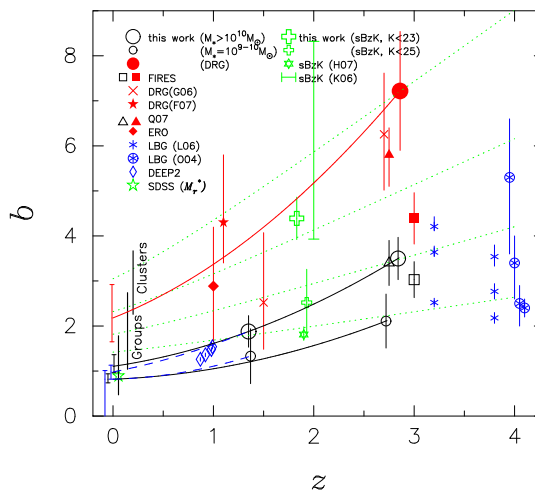 this work (M*>10^10 M⊙)
(M*=10^9-10 M⊙)
(DRG)
FIRES
DRG(G06)
DRG(F07)
Q07
ERO
LBG (L06)
LBG (O04)
DEEP2
SDSS (M_r^*)
this work (sBzK, K<23)
(sBzK, K<25)
sBzK (H07)
sBzK (K06)
Clusters
Groups
8
6
4
2
0
b
0 1 2 3 4
z